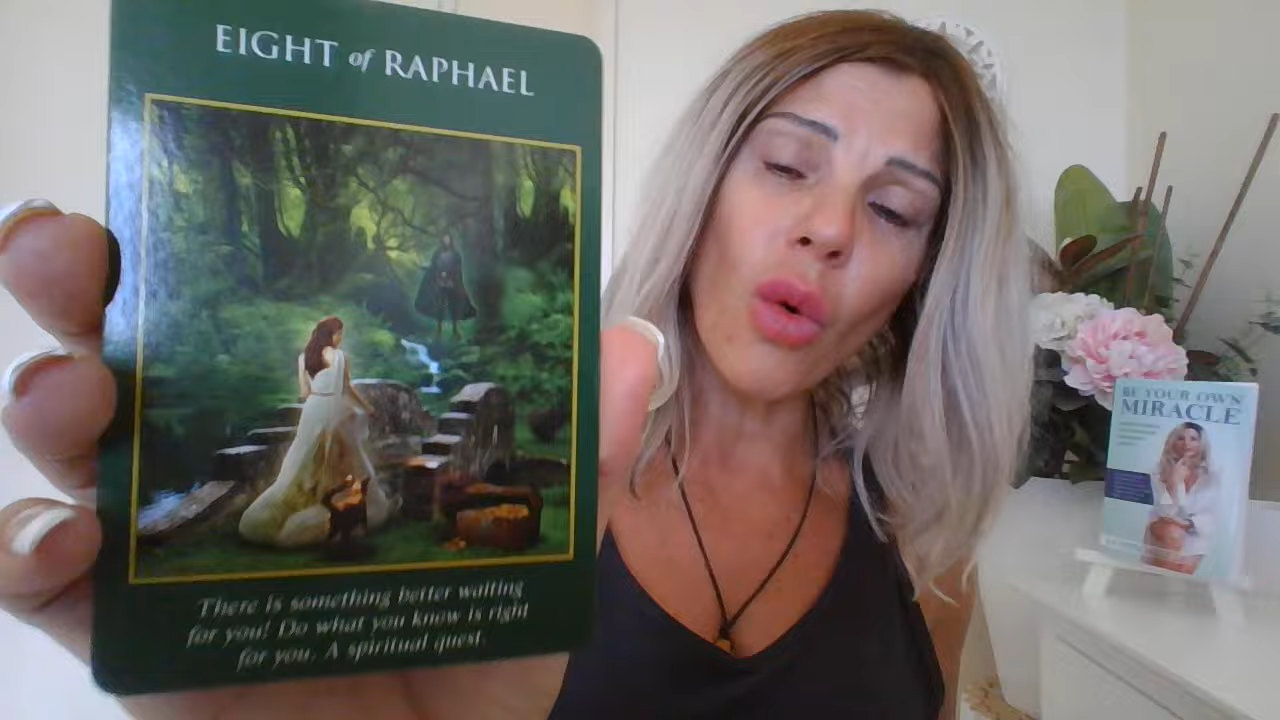 EIGHT of RAPHAEL
There is something better waiting
for you! Do what you know is right
for you. A spiritual quest.
BE YOUR OWN
MIRACLE